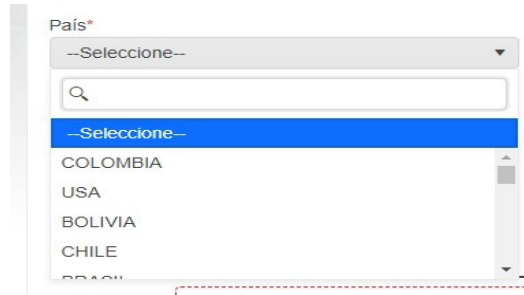 País*
--Seleccione--
--Seleccione--
COLOMBIA
USA
BOLIVIA
CHILE